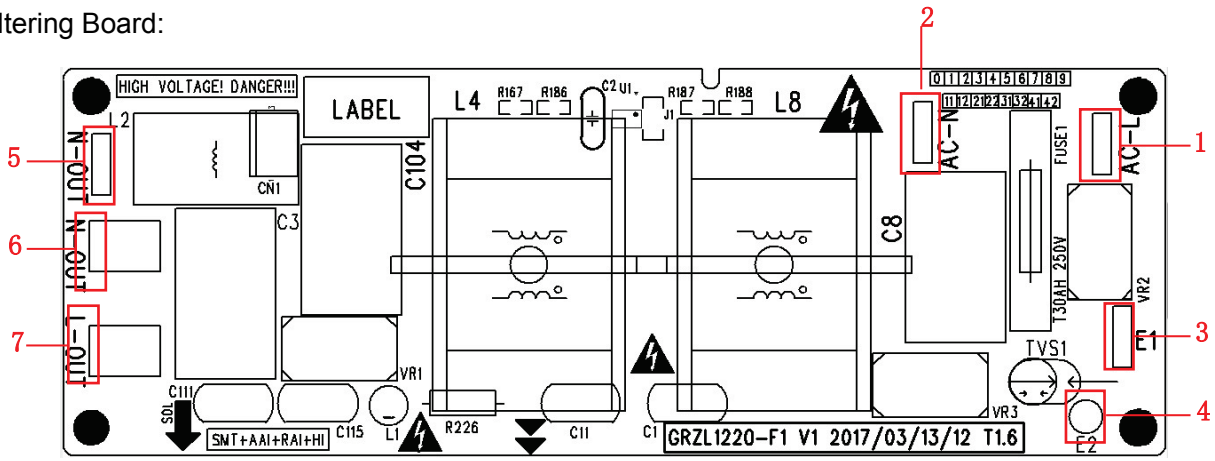 ltering Board:
2
HIGH VOLTAGE! DANGER!!!
LABEL
L4
R167 R186
C2 U1
J1
R187 R188
L8
0 1 2 3 4 5 6 7 8 9
11 12 21 22 31 32 41 42
AC-N
FUSE1
AC-L
1
5
L2
N-OUT
CN1
C104
6
N-OUT
C3
C8
T30AH 250V
VR2
7
L-OUT
E1
3
TVS1
VR1
VR3
4
C111
SOL
L1
C115
R226
C11
C1
E2
SMT+AAI+RAI+HI
GRZL1220-F1 V1 2017/03/13/12 T1.6